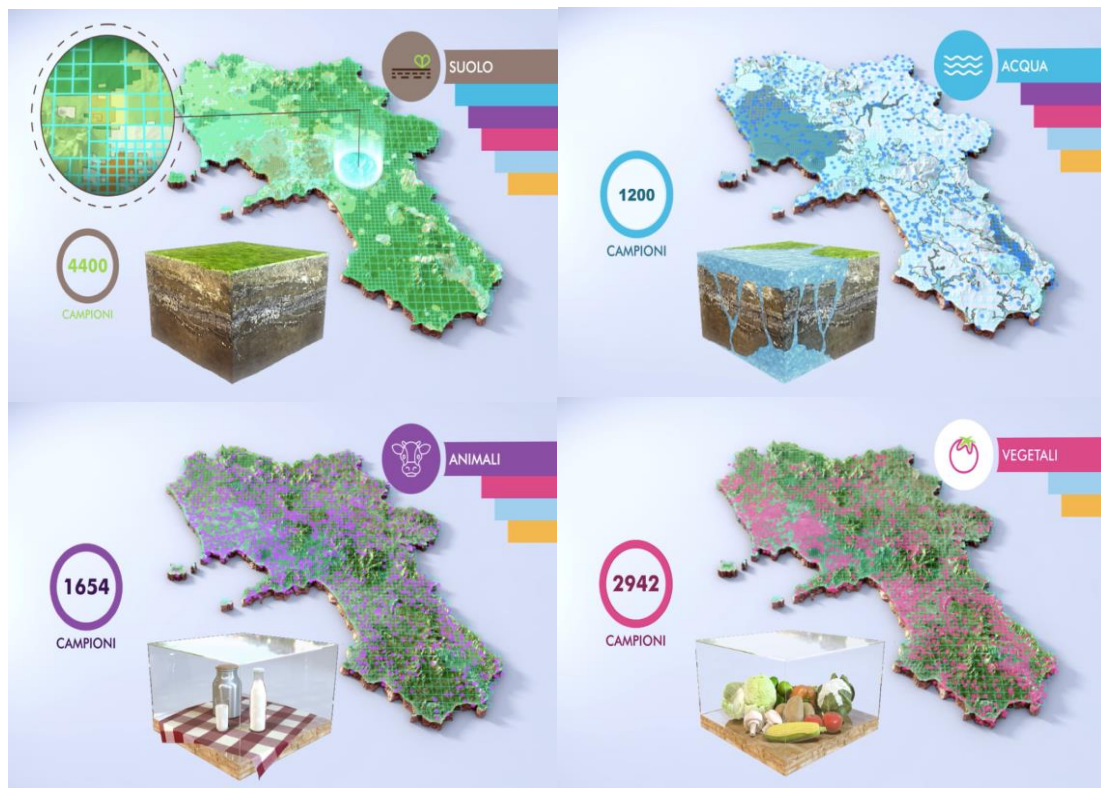 SUOLO
4400
CAMPIONI
ACQUA
1200
CAMPIONI
ANIMALI
1654
CAMPIONI
VEGETALI
2942
CAMPIONI